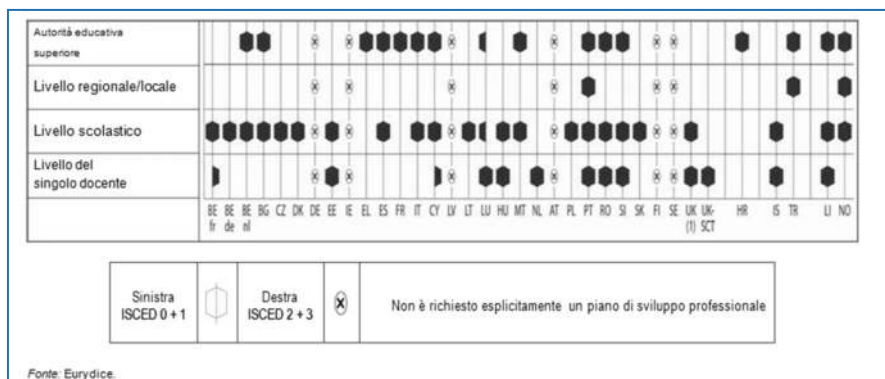 Autorità educativa
superiore
Livello regionale/locale
Livello scolastico
Livello del
singolo docente
BE fr BE de BE nl BG CZ DK DE EE IE EL ES FR IT CY LV LT LU HU MT NL AT PL PT RO SI SK FI SE UK (1) UK-SCT HR IS TR LI NO
Sinistra
ISCED 0 + 1
Destra
ISCED 2 + 3
Non è richiesto esplicitamente un piano di sviluppo professionale
Fonte: Eurydice.